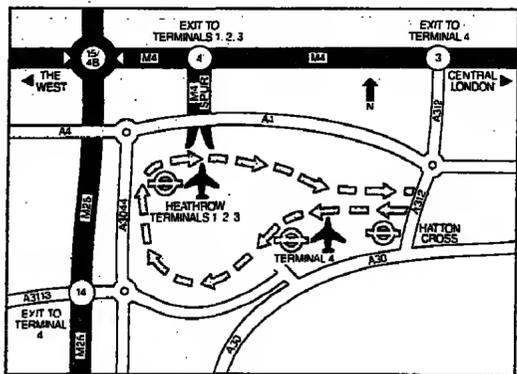 EXIT TO
TERMINALS 1. 2. 3
EXIT TO
TERMINAL 4
15/
4B
M4
4
M4
3
THE
WEST
M4
SPUR
N
CENTRAL
LONDON
A4
A4
A312
M25
A3044
HEATHROW
TERMINALS 1 2 3
A312
HATTON
CROSS
TERMINAL 4
A30
A3113
14
EXIT TO
TERMINAL
4
M25
A30